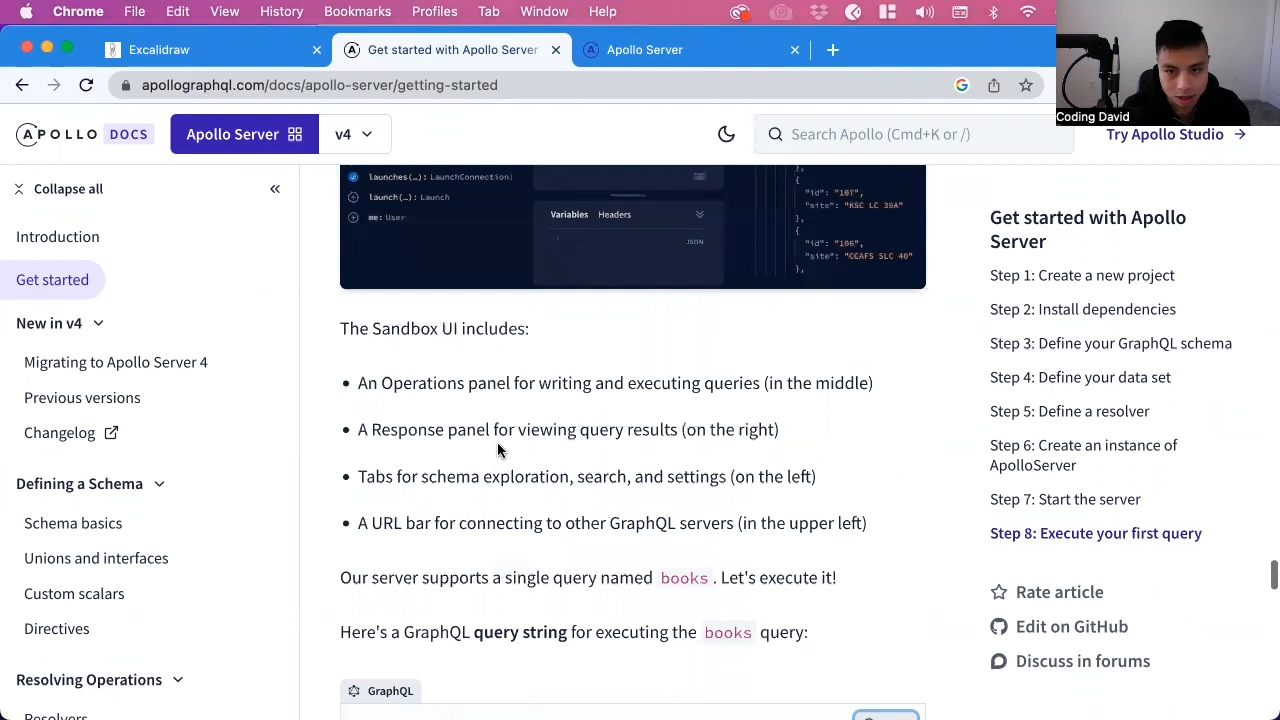 Chrome File Edit View History Bookmarks Profiles Tab Window Help
Excalidraw
Get started with Apollo Server
Apollo Server
apollographql.com/docs/apollo-server/getting-started
Coding David
APOLLO DOCS
Apollo Server
v4
Search Apollo (Cmd+K or /)
Try Apollo Studio
Collapse all
Introduction
Get started
New in v4
Migrating to Apollo Server 4
Previous versions
Changelog
Defining a Schema
Schema basics
Unions and interfaces
Custom scalars
Directives
Resolving Operations
Resolvers
launches(…): LaunchConnection!
launch(…): Launch
me: User
Variables Headers
JSON
},
{
"id": "107",
"site": "KSC LC 39A"
},
{
"id": "106",
"site": "CCAFS SLC 40"
},
The Sandbox UI includes:
• An Operations panel for writing and executing queries (in the middle)
• A Response panel for viewing query results (on the right)
• Tabs for schema exploration, search, and settings (on the left)
• A URL bar for connecting to other GraphQL servers (in the upper left)
Our server supports a single query named books. Let's execute it!
Here's a GraphQL query string for executing the books query:
GraphQL
Get started with Apollo
Server
Step 1: Create a new project
Step 2: Install dependencies
Step 3: Define your GraphQL schema
Step 4: Define your data set
Step 5: Define a resolver
Step 6: Create an instance of
ApolloServer
Step 7: Start the server
Step 8: Execute your first query
Rate article
Edit on GitHub
Discuss in forums